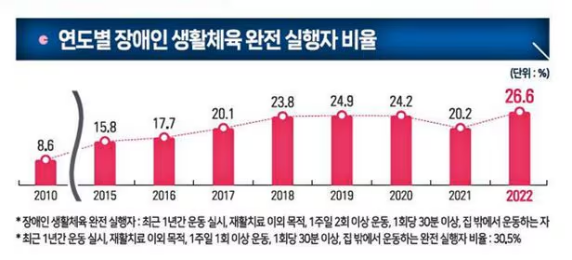 연도별 장애인 생활체육 완전 실행자 비율
(단위 : %)
8.6 15.8 17.7 20.1 23.8 24.9 24.2 20.2 26.6
2010 2015 2016 2017 2018 2019 2020 2021 2022
* 장애인 생활체육 완전 실행자 : 최근 1년간 운동 실시, 재활치료 이외 목적, 1주일 2회 이상 운동, 1회당 30분 이상, 집 밖에서 운동하는 자
* 최근 1년간 운동 실시, 재활치료 이외 목적, 1주일 1회 이상 운동, 1회당 30분 이상, 집 밖에서 운동하는 완전 실행자 비율 : 30.5%